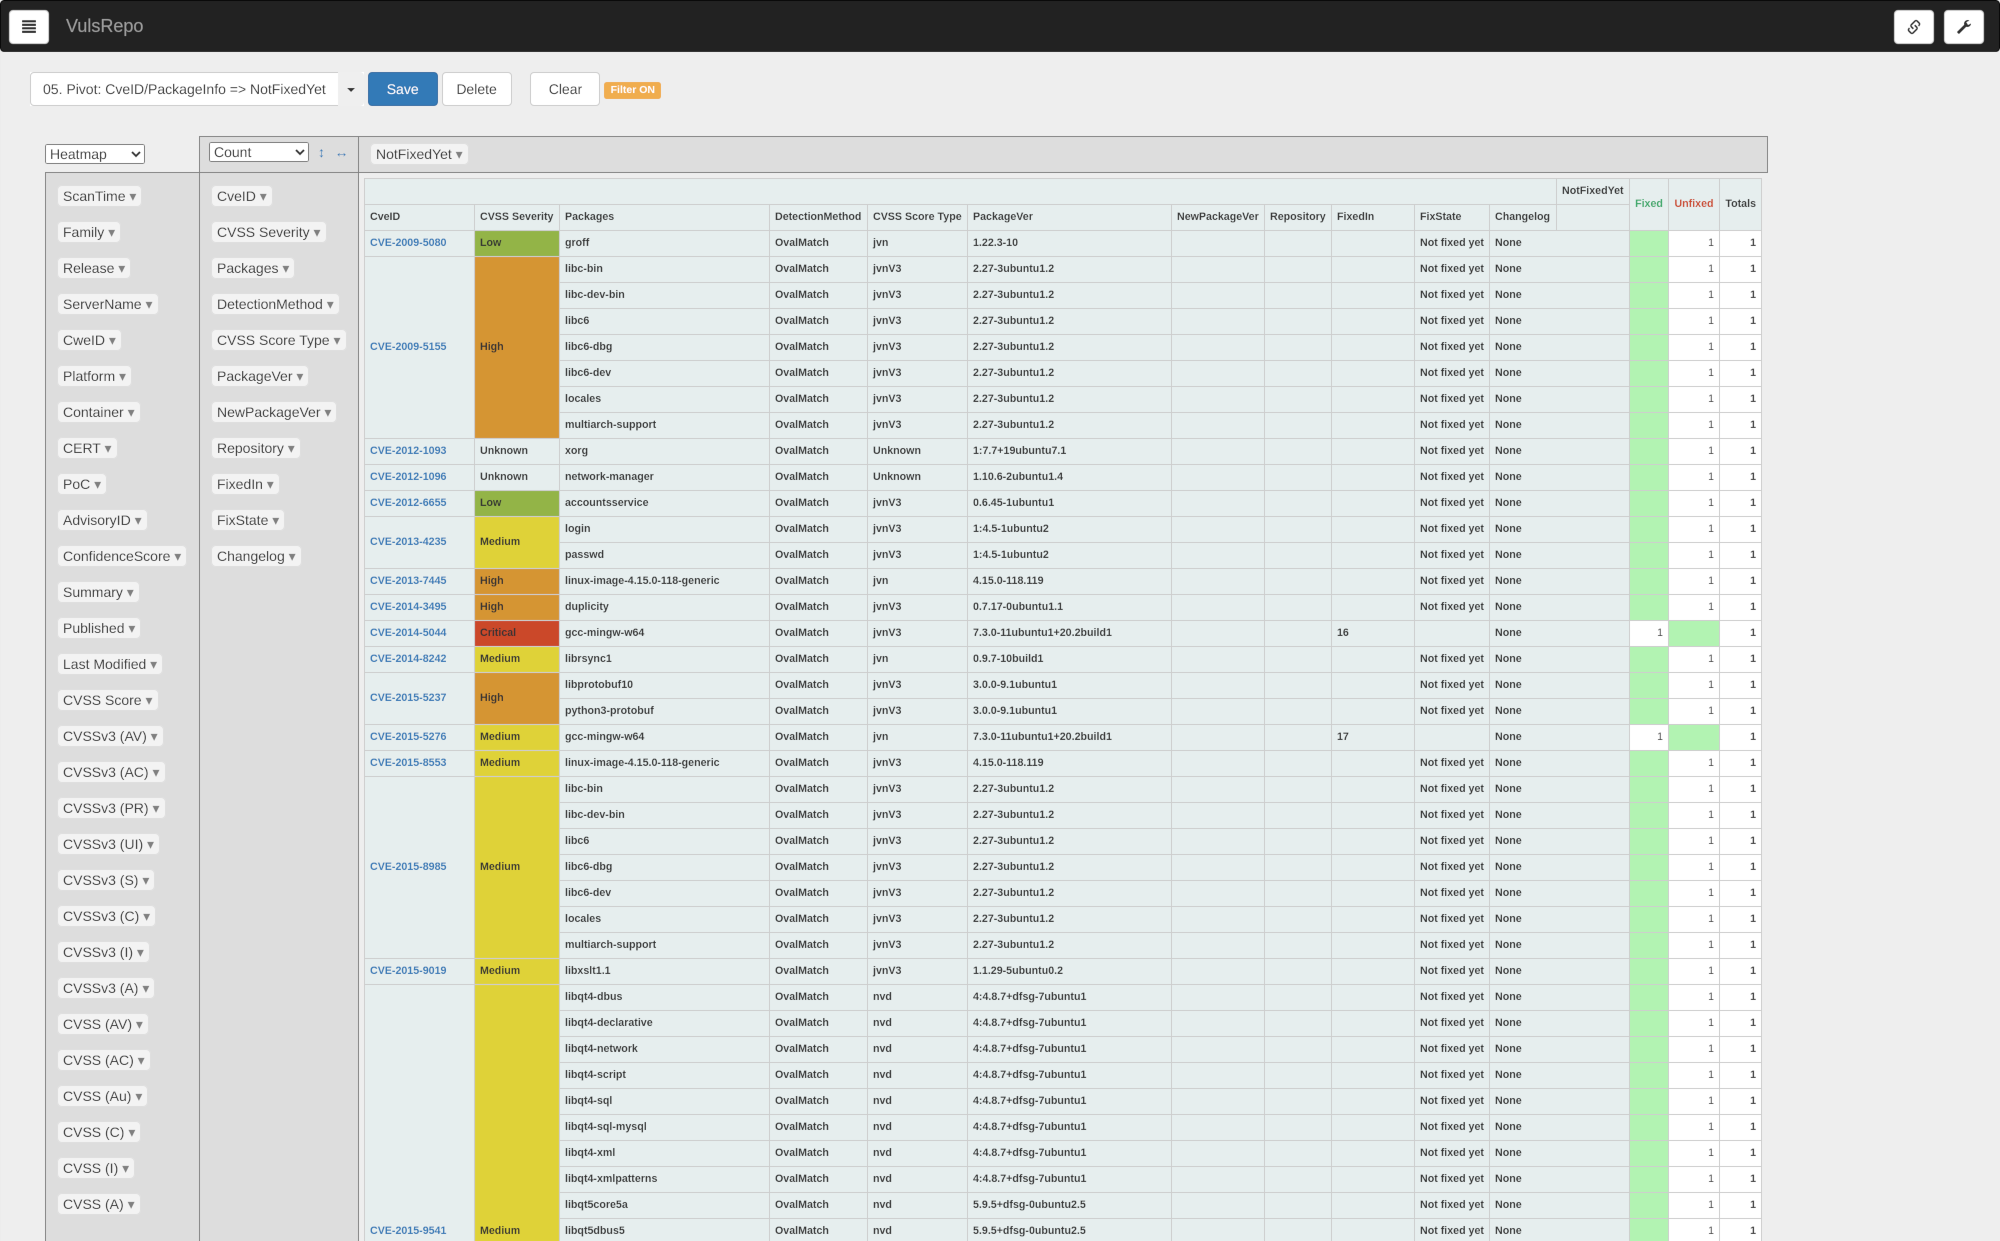 VulsRepo
05. Pivot: CveID/PackageInfo => NotFixedYet Save Delete Clear Filter ON
Heatmap Count ↕ ↔ NotFixedYet ▾
ScanTime ▾
Family ▾
Release ▾
ServerName ▾
CweID ▾
Platform ▾
Container ▾
CERT ▾
PoC ▾
AdvisoryID ▾
ConfidenceScore ▾
Summary ▾
Published ▾
Last Modified ▾
CVSS Score ▾
CVSSv3 (AV) ▾
CVSSv3 (AC) ▾
CVSSv3 (PR) ▾
CVSSv3 (UI) ▾
CVSSv3 (S) ▾
CVSSv3 (C) ▾
CVSSv3 (I) ▾
CVSSv3 (A) ▾
CVSS (AV) ▾
CVSS (AC) ▾
CVSS (Au) ▾
CVSS (C) ▾
CVSS (I) ▾
CVSS (A) ▾
CveID ▾
CVSS Severity ▾
Packages ▾
DetectionMethod ▾
CVSS Score Type ▾
PackageVer ▾
NewPackageVer ▾
Repository ▾
FixedIn ▾
FixState ▾
Changelog ▾
NotFixedYet Fixed Unfixed Totals
CveID CVSS Severity Packages DetectionMethod CVSS Score Type PackageVer NewPackageVer Repository FixedIn FixState Changelog
CVE-2009-5080 Low groff OvalMatch jvn 1.22.3-10 Not fixed yet None 1 1
CVE-2009-5155 High libc-bin OvalMatch jvnV3 2.27-3ubuntu1.2 Not fixed yet None 1 1
libc-dev-bin OvalMatch jvnV3 2.27-3ubuntu1.2 Not fixed yet None 1 1
libc6 OvalMatch jvnV3 2.27-3ubuntu1.2 Not fixed yet None 1 1
libc6-dbg OvalMatch jvnV3 2.27-3ubuntu1.2 Not fixed yet None 1 1
libc6-dev OvalMatch jvnV3 2.27-3ubuntu1.2 Not fixed yet None 1 1
locales OvalMatch jvnV3 2.27-3ubuntu1.2 Not fixed yet None 1 1
multiarch-support OvalMatch jvnV3 2.27-3ubuntu1.2 Not fixed yet None 1 1
CVE-2012-1093 Unknown xorg OvalMatch Unknown 1:7.7+19ubuntu7.1 Not fixed yet None 1 1
CVE-2012-1096 Unknown network-manager OvalMatch Unknown 1.10.6-2ubuntu1.4 Not fixed yet None 1 1
CVE-2012-6655 Low accountsservice OvalMatch jvnV3 0.6.45-1ubuntu1 Not fixed yet None 1 1
CVE-2013-4235 Medium login OvalMatch jvnV3 1:4.5-1ubuntu2 Not fixed yet None 1 1
passwd OvalMatch jvnV3 1:4.5-1ubuntu2 Not fixed yet None 1 1
CVE-2013-7445 High linux-image-4.15.0-118-generic OvalMatch jvn 4.15.0-118.119 Not fixed yet None 1 1
CVE-2014-3495 High duplicity OvalMatch jvnV3 0.7.17-0ubuntu1.1 Not fixed yet None 1 1
CVE-2014-5044 Critical gcc-mingw-w64 OvalMatch jvnV3 7.3.0-11ubuntu1+20.2build1 16 None 1 1
CVE-2014-8242 Medium librsync1 OvalMatch jvn 0.9.7-10build1 Not fixed yet None 1 1
CVE-2015-5237 High libprotobuf10 OvalMatch jvnV3 3.0.0-9.1ubuntu1 Not fixed yet None 1 1
python3-protobuf OvalMatch jvnV3 3.0.0-9.1ubuntu1 Not fixed yet None 1 1
CVE-2015-5276 Medium gcc-mingw-w64 OvalMatch jvn 7.3.0-11ubuntu1+20.2build1 17 None 1 1
CVE-2015-8553 Medium linux-image-4.15.0-118-generic OvalMatch jvnV3 4.15.0-118.119 Not fixed yet None 1 1
CVE-2015-8985 Medium libc-bin OvalMatch jvnV3 2.27-3ubuntu1.2 Not fixed yet None 1 1
libc-dev-bin OvalMatch jvnV3 2.27-3ubuntu1.2 Not fixed yet None 1 1
libc6 OvalMatch jvnV3 2.27-3ubuntu1.2 Not fixed yet None 1 1
libc6-dbg OvalMatch jvnV3 2.27-3ubuntu1.2 Not fixed yet None 1 1
libc6-dev OvalMatch jvnV3 2.27-3ubuntu1.2 Not fixed yet None 1 1
locales OvalMatch jvnV3 2.27-3ubuntu1.2 Not fixed yet None 1 1
multiarch-support OvalMatch jvnV3 2.27-3ubuntu1.2 Not fixed yet None 1 1
CVE-2015-9019 Medium libxslt1.1 OvalMatch jvnV3 1.1.29-5ubuntu0.2 Not fixed yet None 1 1
libqt4-dbus OvalMatch nvd 4:4.8.7+dfsg-7ubuntu1 Not fixed yet None 1 1
libqt4-declarative OvalMatch nvd 4:4.8.7+dfsg-7ubuntu1 Not fixed yet None 1 1
libqt4-network OvalMatch nvd 4:4.8.7+dfsg-7ubuntu1 Not fixed yet None 1 1
libqt4-script OvalMatch nvd 4:4.8.7+dfsg-7ubuntu1 Not fixed yet None 1 1
libqt4-sql OvalMatch nvd 4:4.8.7+dfsg-7ubuntu1 Not fixed yet None 1 1
libqt4-sql-mysql OvalMatch nvd 4:4.8.7+dfsg-7ubuntu1 Not fixed yet None 1 1
libqt4-xml OvalMatch nvd 4:4.8.7+dfsg-7ubuntu1 Not fixed yet None 1 1
libqt4-xmlpatterns OvalMatch nvd 4:4.8.7+dfsg-7ubuntu1 Not fixed yet None 1 1
libqt5core5a OvalMatch nvd 5.9.5+dfsg-0ubuntu2.5 Not fixed yet None 1 1
CVE-2015-9541 Medium libqt5dbus5 OvalMatch nvd 5.9.5+dfsg-0ubuntu2.5 Not fixed yet None 1 1